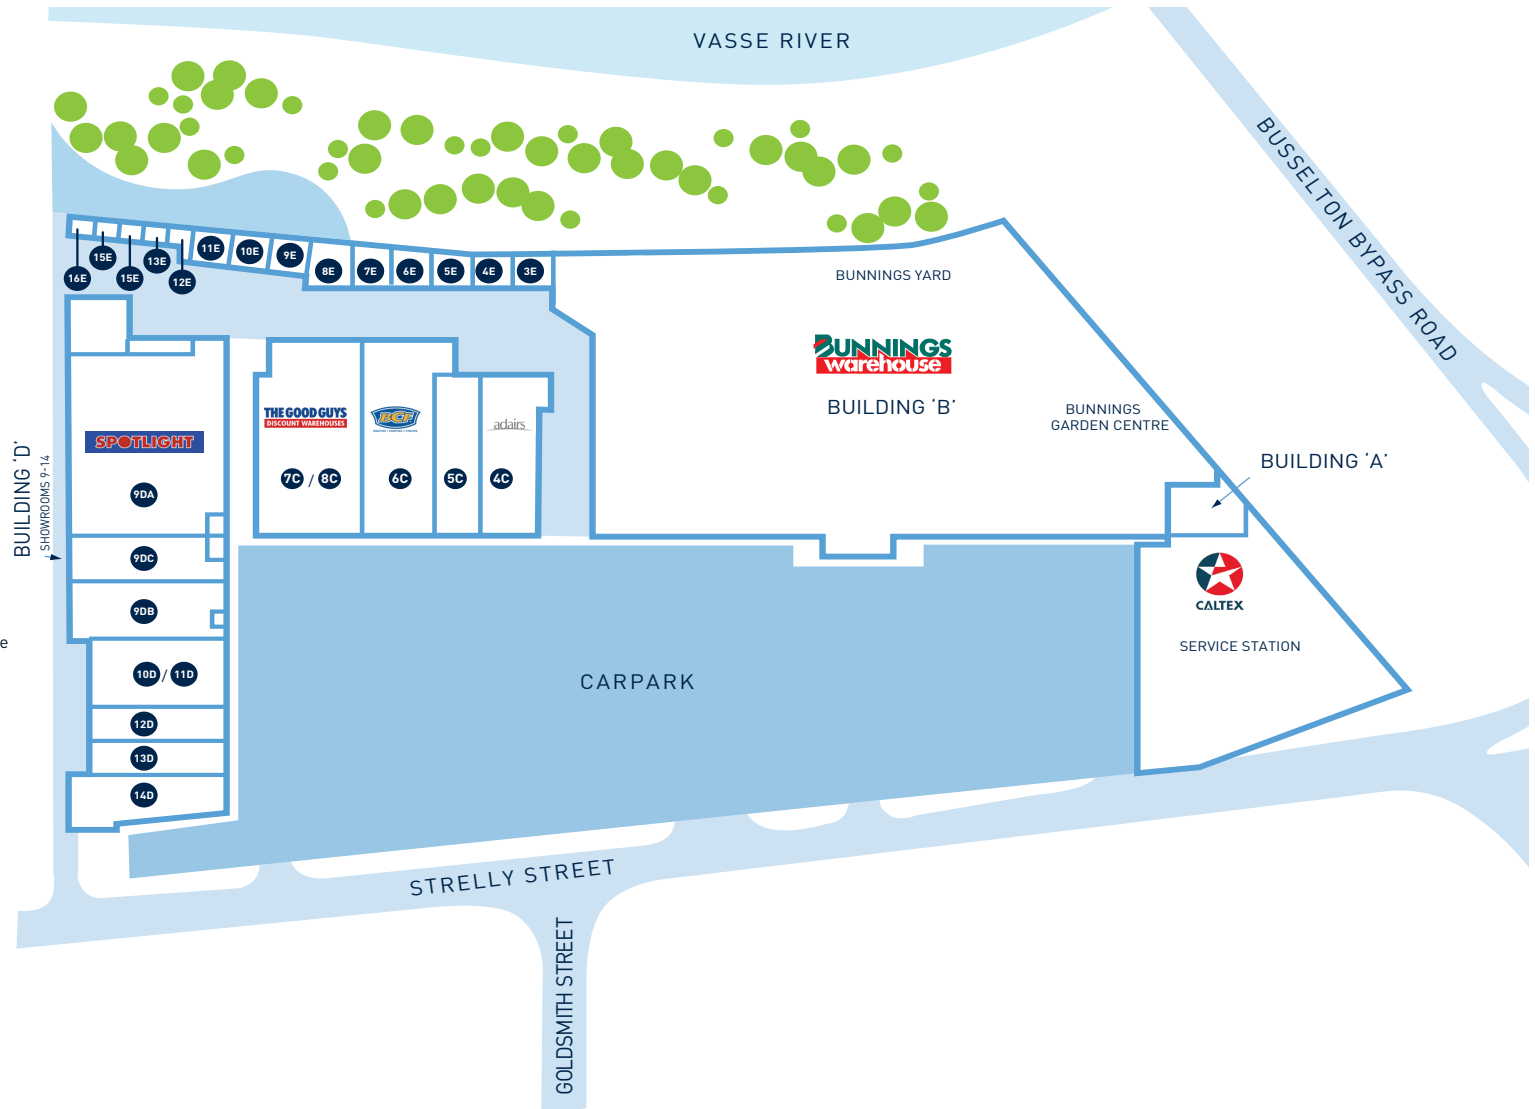 VASSE RIVER
BUSSELTON BYPASS ROAD
16E
15E
15E
13E
12E
11E
10E
9E
8E
7E
6E
5E
4E
3E
BUNNINGS YARD
BUNNINGS
warehouse
BUILDING ‘B’
BUNNINGS
GARDEN CENTRE
BUILDING ‘A’
THE GOOD GUYS
DISCOUNT WAREHOUSES
BCF
adairs
7C / 8C
6C
5C
4C
BUILDING ‘D’
SHOWROOMS 9-14
SPOTLIGHT
9DA
9DC
9DB
e
10D / 11D
12D
13D
14D
CALTEX
SERVICE STATION
CARPARK
STRELLY STREET
GOLDSMITH STREET